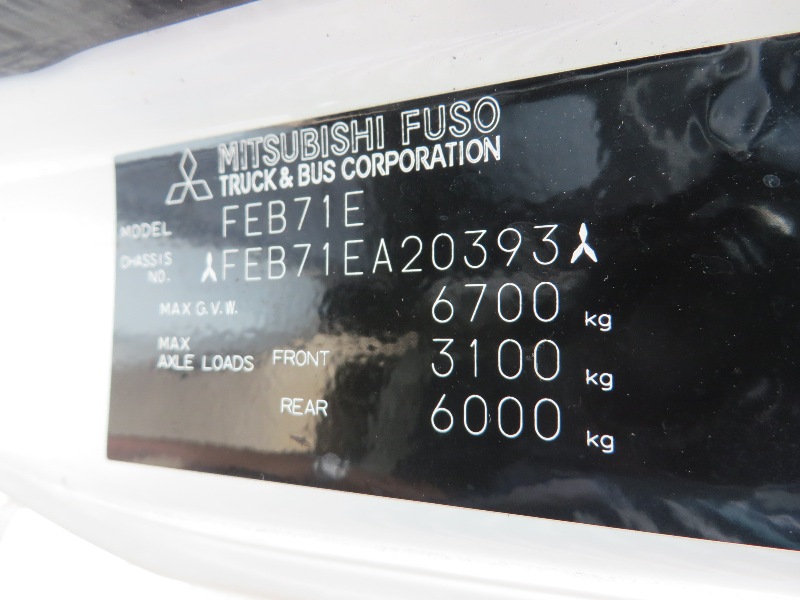 MITSUBISHI FUSO
TRUCK & BUS CORPORATION
MODEL FEB71E
CHASSIS NO. FEB71EA20393
MAX G.V.W. 6700 kg
MAX AXLE LOADS FRONT 3100 kg
REAR 6000 kg